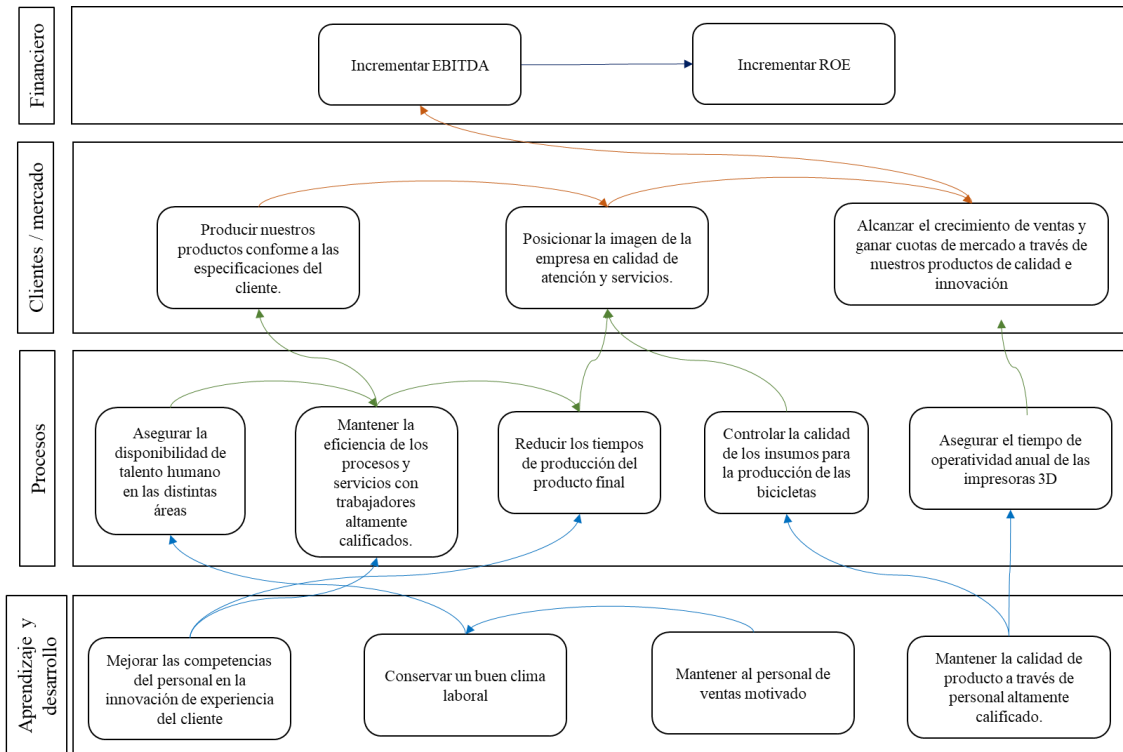 Financiero
Incrementar EBITDA
Incrementar ROE
Clientes / mercado
Producir nuestros
productos conforme a las
especificaciones del
cliente.
Posicionar la imagen de la
empresa en calidad de
atención y servicios.
Alcanzar el crecimiento de ventas y
ganar cuotas de mercado a través de
nuestros productos de calidad e
innovación
Procesos
Asegurar la
disponibilidad de
talento humano
en las distintas
áreas
Mantener la
eficiencia de los
procesos y
servicios con
trabajadores
altamente
calificados.
Reducir los tiempos
de producción del
producto final
Controlar la calidad
de los insumos para
la producción de las
bicicletas
Asegurar el tiempo de
operatividad anual de las
impresoras 3D
Aprendizaje y
desarrollo
Mejorar las competencias
del personal en la
innovación de experiencia
del cliente
Conservar un buen clima
laboral
Mantener al personal de
ventas motivado
Mantener la calidad de
producto a través de
personal altamente
calificado.